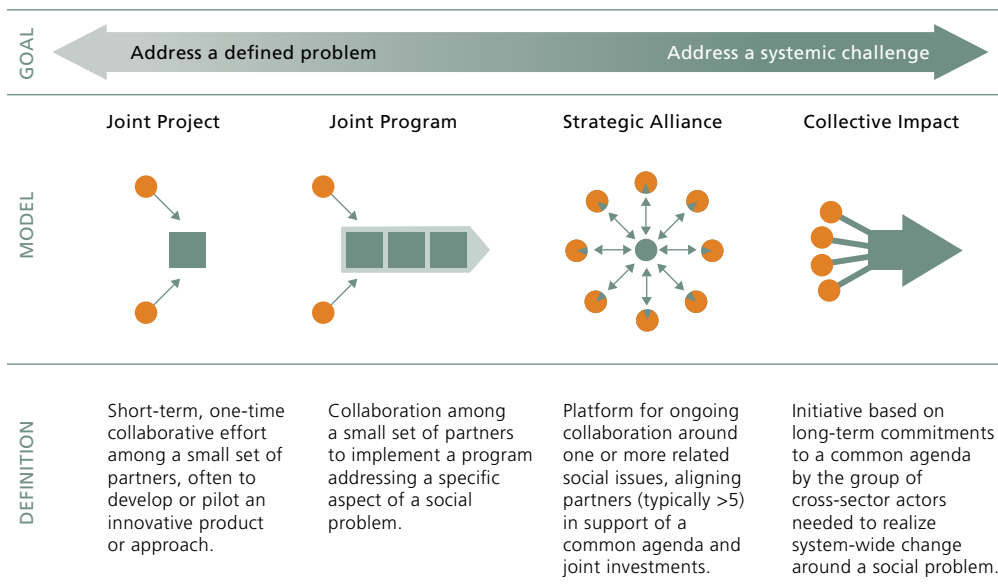 GOAL
Address a defined problem
Address a systemic challenge
MODEL
Joint Project
Joint Program
Strategic Alliance
Collective Impact
DEFINITION
Short-term, one-time
collaborative effort
among a small set of
partners, often to
develop or pilot an
innovative product
or approach.
Collaboration among
a small set of partners
to implement a program
addressing a specific
aspect of a social
problem.
Platform for ongoing
collaboration around
one or more related
social issues, aligning
partners (typically >5)
in support of a
common agenda and
joint investments.
Initiative based on
long-term commitments
to a common agenda
by the group of
cross-sector actors
needed to realize
system-wide change
around a social problem.